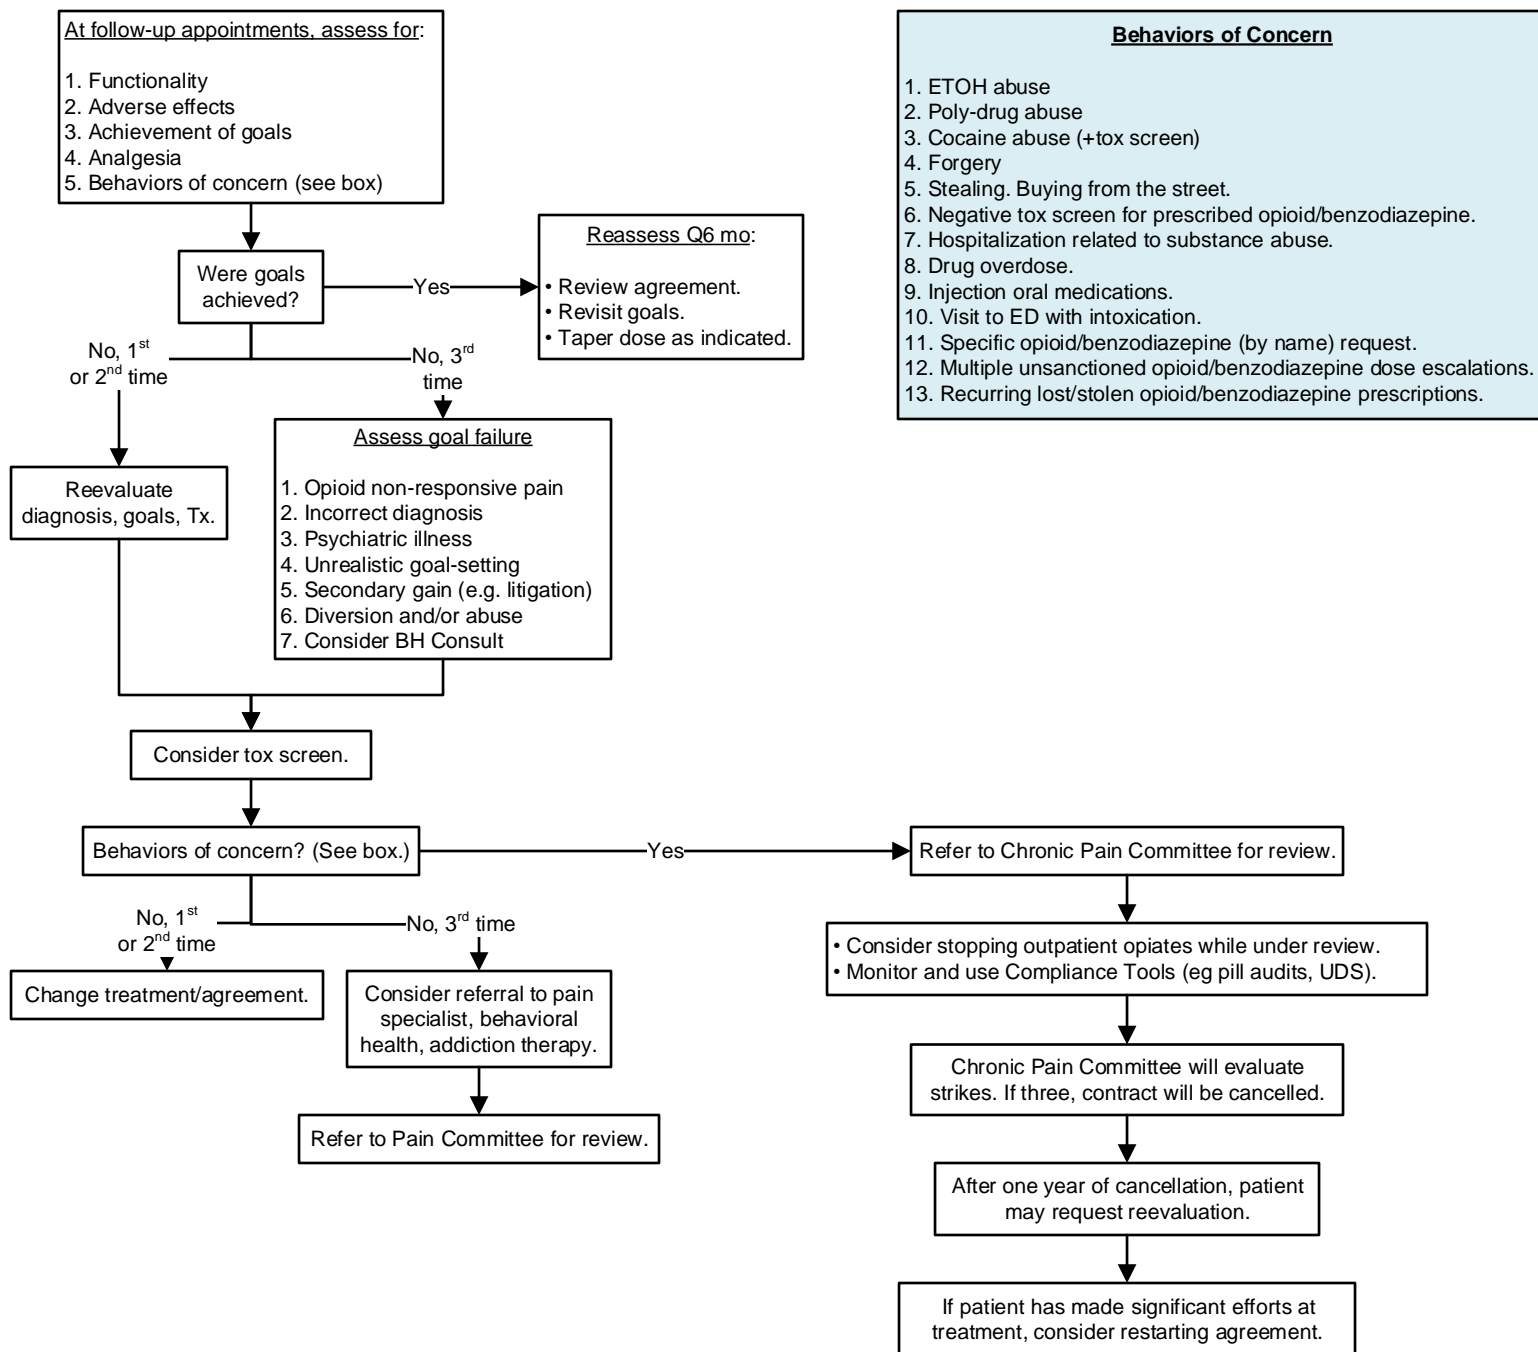 At follow-up appointments, assess for:
1. Functionality
2. Adverse effects
3. Achievement of goals
4. Analgesia
5. Behaviors of concern (see box)
Behaviors of Concern
1. ETOH abuse
2. Poly-drug abuse
3. Cocaine abuse (+tox screen)
4. Forgery
5. Stealing. Buying from the street.
6. Negative tox screen for prescribed opioid/benzodiazepine.
7. Hospitalization related to substance abuse.
8. Drug overdose.
9. Injection oral medications.
10. Visit to ED with intoxication.
11. Specific opioid/benzodiazepine (by name) request.
12. Multiple unsanctioned opioid/benzodiazepine dose escalations.
13. Recurring lost/stolen opioid/benzodiazepine prescriptions.
Were goals
achieved?
Yes
Reassess Q6 mo:
• Review agreement.
• Revisit goals.
• Taper dose as indicated.
No, 1st
or 2nd time
No, 3rd
time
Reevaluate
diagnosis, goals, Tx.
Assess goal failure
1. Opioid non-responsive pain
2. Incorrect diagnosis
3. Psychiatric illness
4. Unrealistic goal-setting
5. Secondary gain (e.g. litigation)
6. Diversion and/or abuse
7. Consider BH Consult
Consider tox screen.
Behaviors of concern? (See box.)
Yes
Refer to Chronic Pain Committee for review.
No, 1st
or 2nd time
No, 3rd time
Change treatment/agreement.
Consider referral to pain
specialist, behavioral
health, addiction therapy.
Refer to Pain Committee for review.
• Consider stopping outpatient opiates while under review.
• Monitor and use Compliance Tools (eg pill audits, UDS).
Chronic Pain Committee will evaluate
strikes. If three, contract will be cancelled.
After one year of cancellation, patient
may request reevaluation.
If patient has made significant efforts at
treatment, consider restarting agreement.